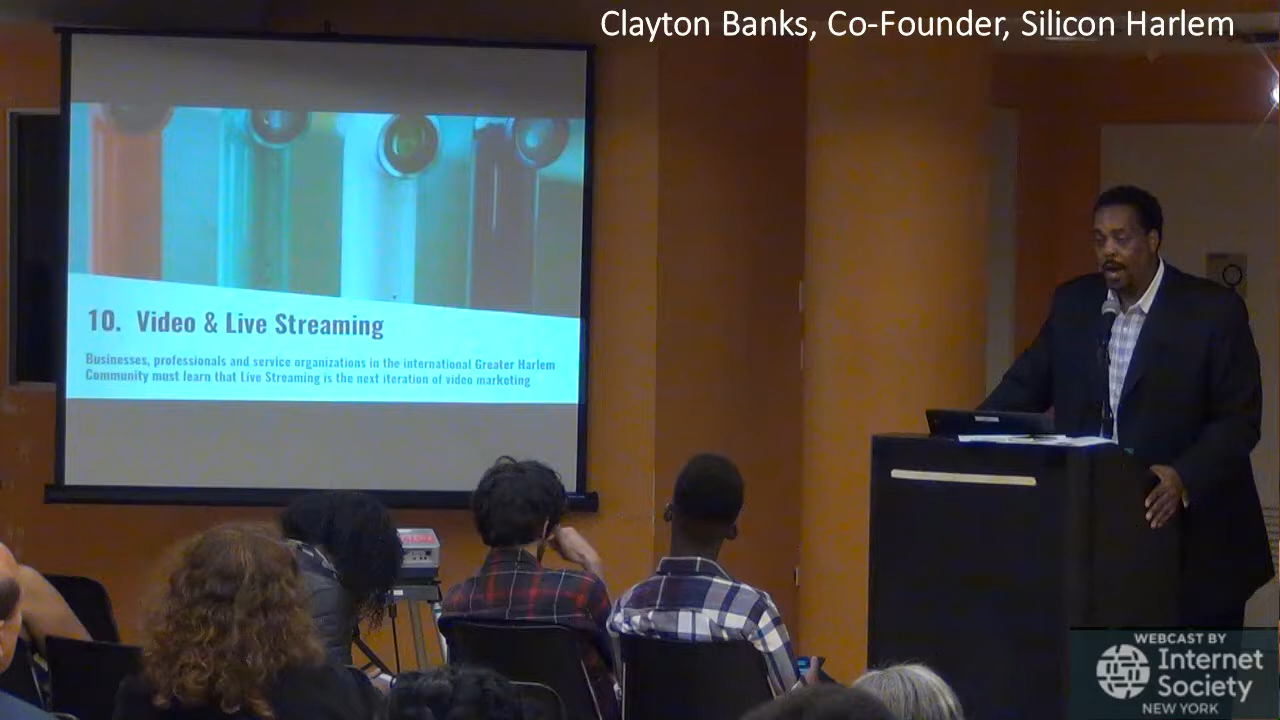 Clayton Banks, Co-Founder, Silicon Harlem
10. Video & Live Streaming
Businesses, professionals and service organizations in the international Greater Harlem
Community must learn that Live Streaming is the next iteration of video marketing
WEBCAST BY
Internet
Society
NEW YORK